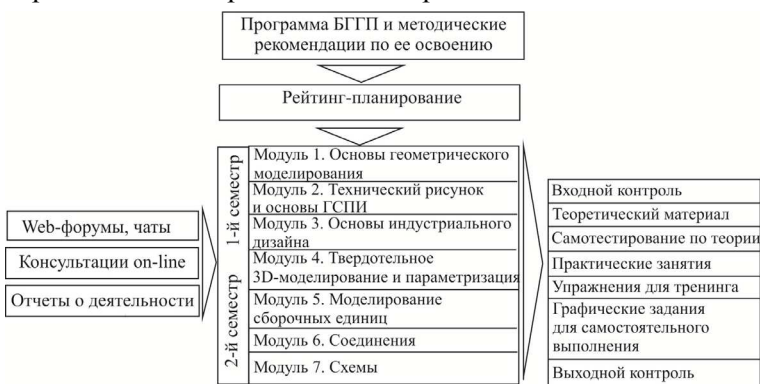 Программа БГГП и методические
рекомендации по ее освоению
Рейтинг-планирование
1-й семестр
2-й семестр
Модуль 1. Основы геометрического
моделирования
Модуль 2. Технический рисунок
и основы ГСПИ
Модуль 3. Основы индустриального
дизайна
Модуль 4. Твердотельное
3D-моделирование и параметризация
Модуль 5. Моделирование
сборочных единиц
Модуль 6. Соединения
Модуль 7. Схемы
Web-форумы, чаты
Консультации on-line
Отчеты о деятельности
Входной контроль
Теоретический материал
Самотестирование по теории
Практические занятия
Упражнения для тренинга
Графические задания
для самостоятельного
выполнения
Выходной контроль